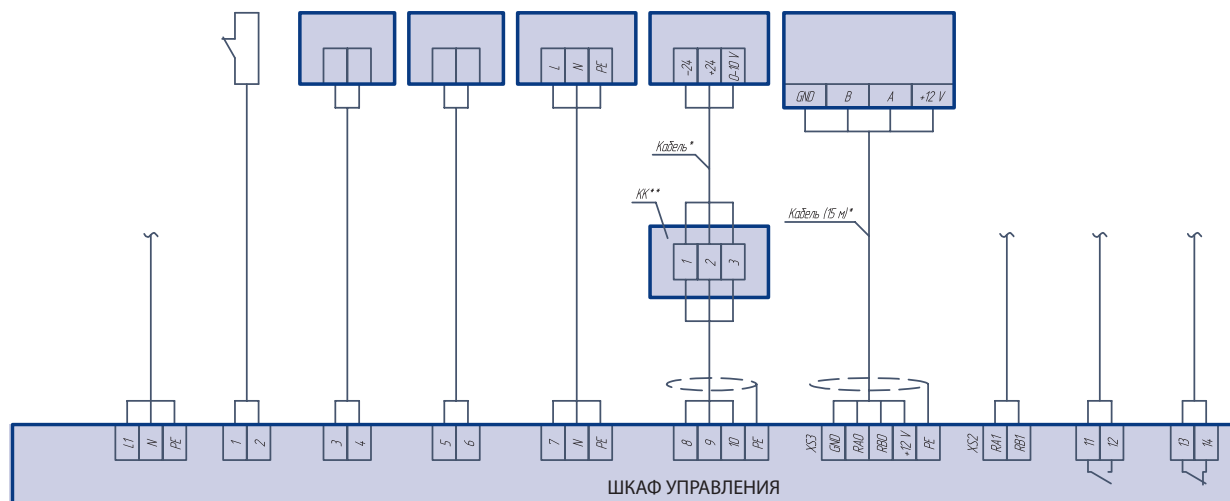 L N PE
-24 +24 0-10 V
GND B A +12 V
Кабель*
КК**
Кабель (15 м)*
1 2 3
L1 N PE
1 2
3 4
5 6
7 N PE
8 9 10 PE
XS3 GND RA0 RB0 +12 V PE
XS2 RA1 RB1
11 12
13 14
ШКАФ УПРАВЛЕНИЯ